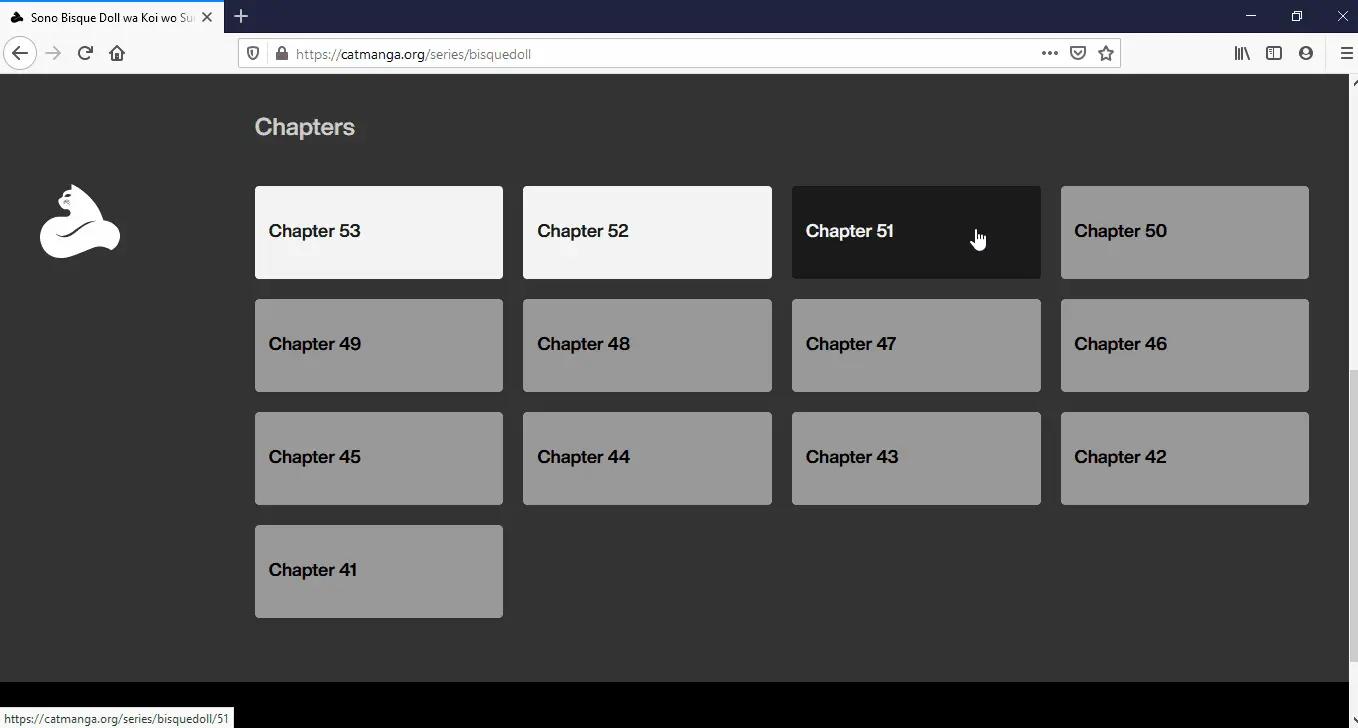 Sono Bisque Doll wa Koi wo Su
https://catmanga.org/series/bisquedoll
Chapters
Chapter 53
Chapter 52
Chapter 51
Chapter 50
Chapter 49
Chapter 48
Chapter 47
Chapter 46
Chapter 45
Chapter 44
Chapter 43
Chapter 42
Chapter 41
https://catmanga.org/series/bisquedoll/51